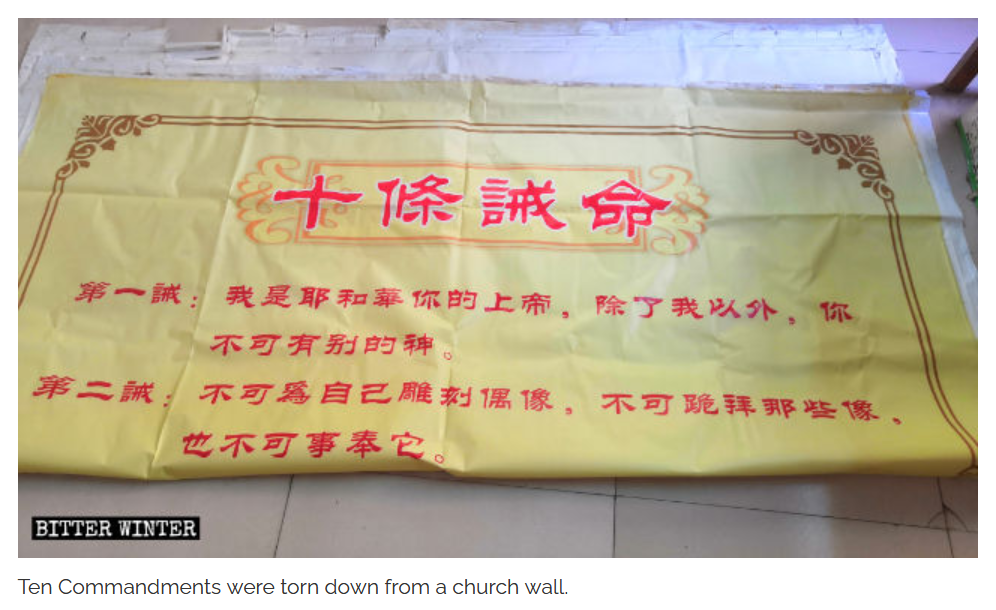 十條誡命
第一誡：我是耶和華你的上帝，除了我以外，你
不可有别的神。
第二誡：不可爲自己雕刻偶像，不可跪拜那些像，
也不可事奉它。
BITTER WINTER
Ten Commandments were torn down from a church wall.